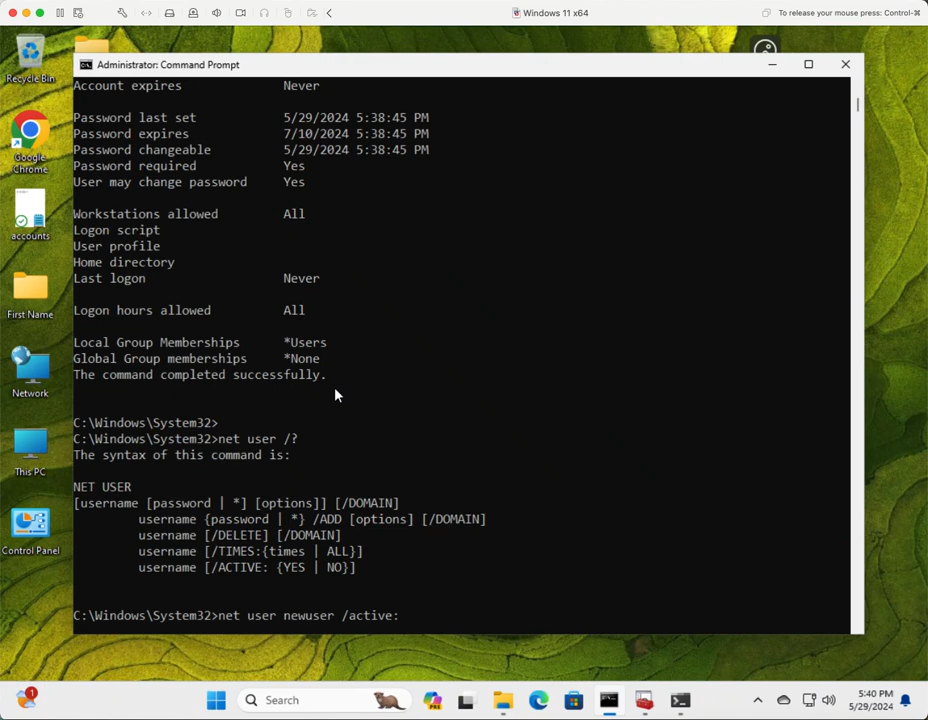 Windows 11 x64
To release your mouse press: Control-⌘
Recycle Bin
Google
Chrome
accounts
First Name
Network
This PC
Control Panel
Administrator: Command Prompt
Account expires Never
Password last set 5/29/2024 5:38:45 PM
Password expires 7/10/2024 5:38:45 PM
Password changeable 5/29/2024 5:38:45 PM
Password required Yes
User may change password Yes
Workstations allowed All
Logon script
User profile
Home directory
Last logon Never
Logon hours allowed All
Local Group Memberships *Users
Global Group memberships *None
The command completed successfully.
C:\Windows\System32>
C:\Windows\System32>net user /?
The syntax of this command is:
NET USER
[username [password | *] [options]] [/DOMAIN]
username {password | *} /ADD [options] [/DOMAIN]
username [/DELETE] [/DOMAIN]
username [/TIMES:{times | ALL}]
username [/ACTIVE: {YES | NO}]
C:\Windows\System32>net user newuser /active:
1
Search
PRE
5:40 PM
5/29/2024